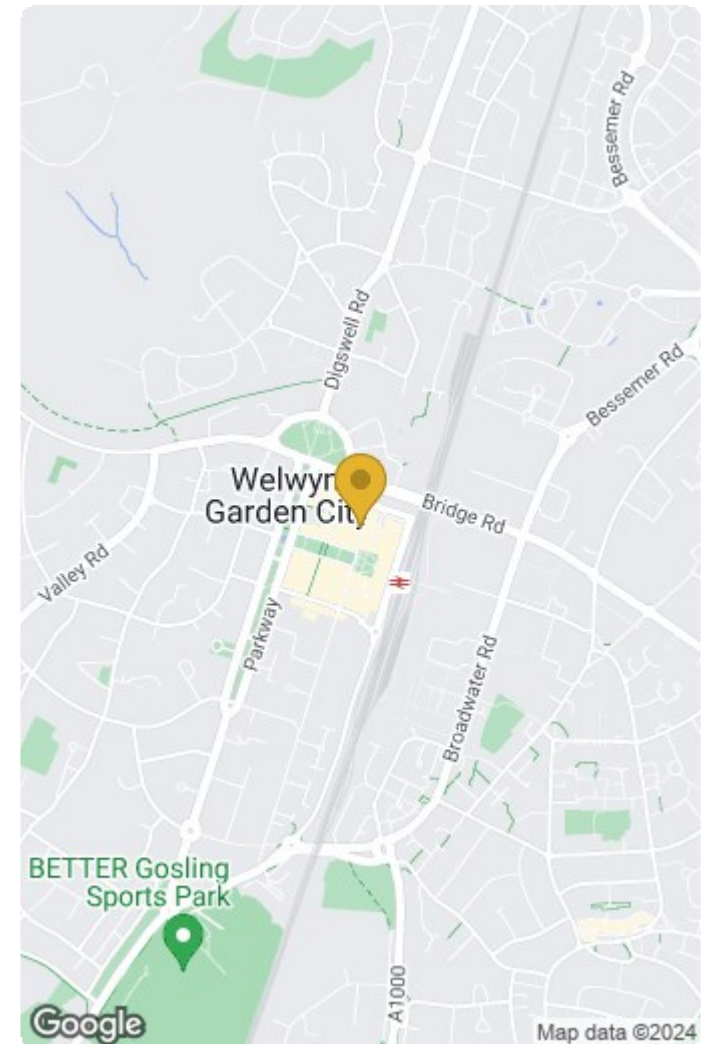 Bessemer Rd
Digswell Rd
Bessemer Rd
Welwyn
Garden City
Bridge Rd
Valley Rd
Parkway
Broadwater Rd
BETTER Gosling
Sports Park
A1000
Google
Map data ©2024